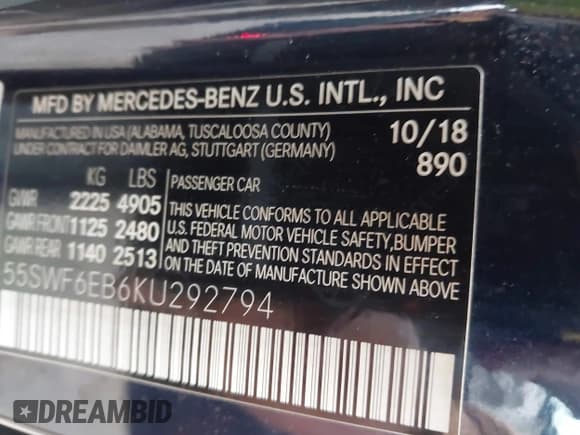 MFD BY MERCEDES-BENZ U.S. INTL., INC
MANUFACTURED IN USA (ALABAMA, TUSCALOOSA COUNTY)
UNDER CONTRACT FOR DAIMLER AG, STUTTGART (GERMANY)
10/18
890
KG LBS
GVWR 2225 4905
GAWR FRONT 1125 2480
GAWR REAR 1140 2513
PASSENGER CAR
THIS VEHICLE CONFORMS TO ALL APPLICABLE
U.S. FEDERAL MOTOR VEHICLE SAFETY, BUMPER
AND THEFT PREVENTION STANDARDS IN EFFECT
ON THE DATE OF MANUFACTURE SHOWN ABOVE.
55SWF6EB6KU292794
DREAMBID